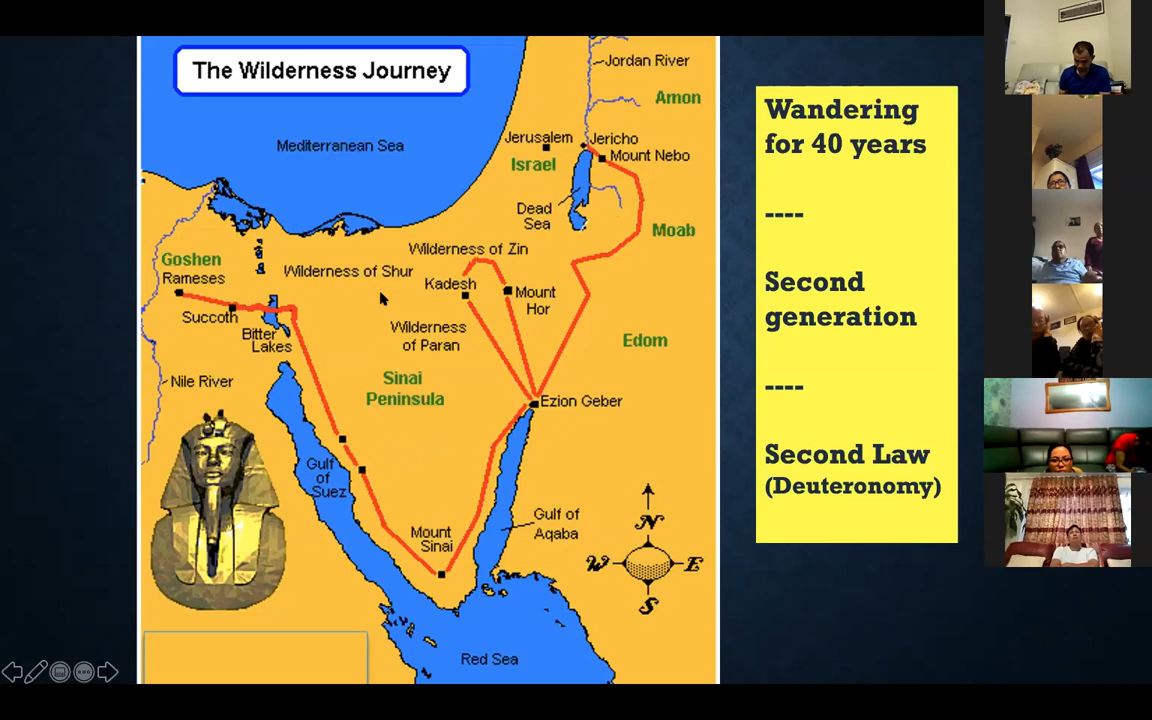 The Wilderness Journey
Mediterranean Sea
Jordan River
Amon
Jerusalem
Jericho
Mount Nebo
Israel
Dead
Sea
Moab
Wilderness of Zin
Goshen
Rameses
Wilderness of Shur
Kadesh
Mount
Hor
Succoth
Bitter
Lakes
Wilderness
of Paran
Edom
Nile River
Sinai
Peninsula
Ezion Geber
Gulf
of
Suez
Mount
Sinai
Gulf of
Aqaba
N
W
E
S
Red Sea
Wandering
for 40 years
----
Second
generation
----
Second Law
(Deuteronomy)